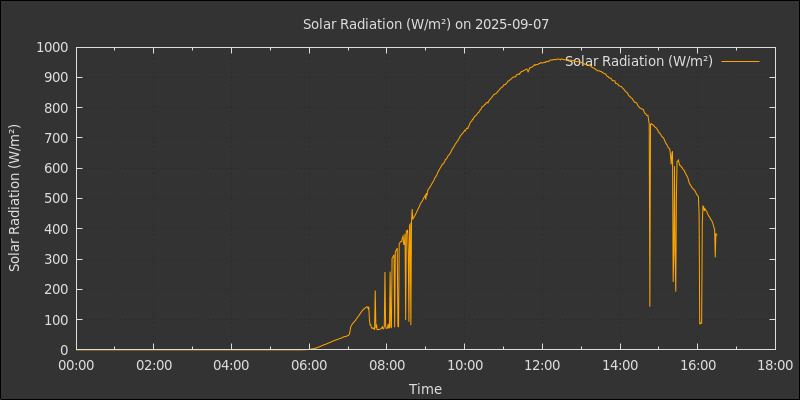 Solar Radiation (W/m²) on 2025-09-07
Solar Radiation (W/m²)
1000
900
800
700
600
500
400
300
200
100
0
Solar Radiation (W/m²)
00:00 02:00 04:00 06:00 08:00 10:00 12:00 14:00 16:00 18:00
Time